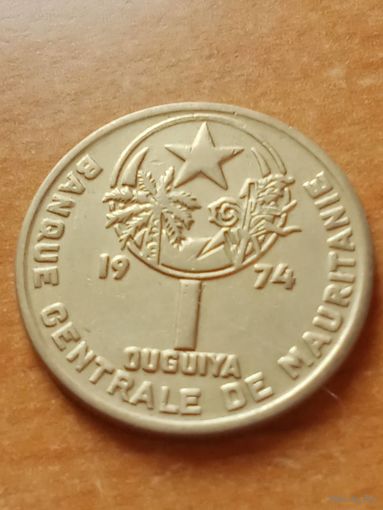 BANQUE CENTRALE DE MAURITANIE
19 74
1
OUGUIYA